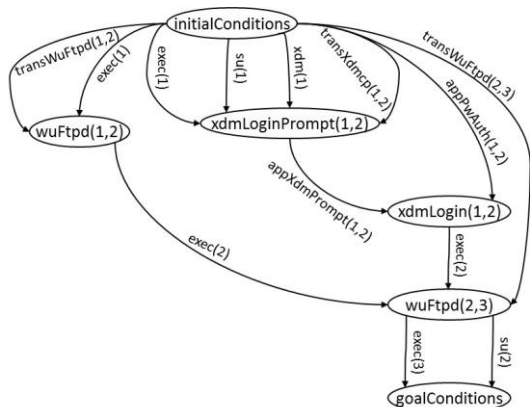 initialConditions
transWuFtpd(1,2)
exec(1)
exec(1)
su(1)
xdm(1)
transXdmcp(1,2)
appPwAuth(1,2)
transWuFtpd(2,3)
wuFtpd(1,2)
xdmLoginPrompt(1,2)
appXdmPrompt(1,2)
xdmLogin(1,2)
exec(2)
exec(2)
wuFtpd(2,3)
exec(3)
su(2)
goalConditions